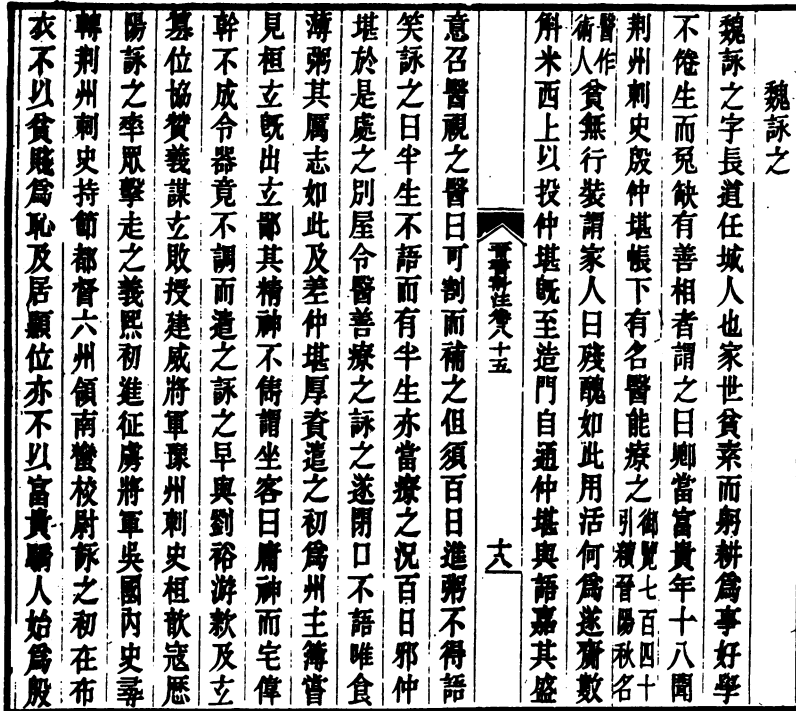 魏詠之
魏詠之字長道任城人也家世貧素而躬耕爲事好學
不倦生而兔缺有善相者謂之曰卿當富貴年十八聞
荆州刺史殷仲堪帳下有名醫能療之御覽七百四十引續晉陽秋名
醫作術人貧無行裝謂家人曰殘醜如此用活何爲遂齎數
斛米西上以投仲堪旣至造門自通仲堪與語嘉其盛
晉書斠注卷八十五
十八
意召醫視之醫曰可割而補之但須百日進粥不得語
笑詠之曰半生不語而有半生亦當療之況百日邪仲
堪於是處之別屋令醫善療之詠之遂閉口不語唯食
薄粥其厲志如此及差仲堪厚資遣之初爲州主簿嘗
見桓玄旣出玄鄙其精神不雋謂坐客曰庸神而宅偉
幹不成令器竟不調而遣之詠之早與劉裕游款及玄
簒位協贊義謀玄敗授建威將軍豫州刺史桓歆寇歷
陽詠之率眾擊走之義熙初進征虜將軍吳國內史尋
轉荆州刺史持節都督六州領南蠻校尉詠之初在布
衣不以貧賤爲恥及居顯位亦不以富貴驕人始爲殷